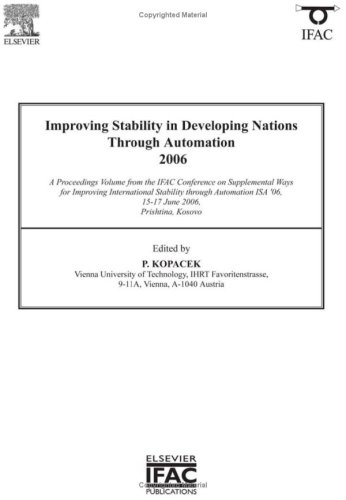 Copyrighted Material
ELSEVIER
IFAC
Improving Stability in Developing Nations
Through Automation
2006
A Proceedings Volume from the IFAC Conference on Supplemental Ways
for Improving International Stability through Automation ISA '06,
15-17 June 2006,
Prishtina, Kosovo
Edited by
P. KOPACEK
Vienna University of Technology, IHRT Favoritenstrasse,
9-11A, Vienna, A-1040 Austria
ELSEVIER
IFAC
PUBLICATIONS
Copyrighted Material